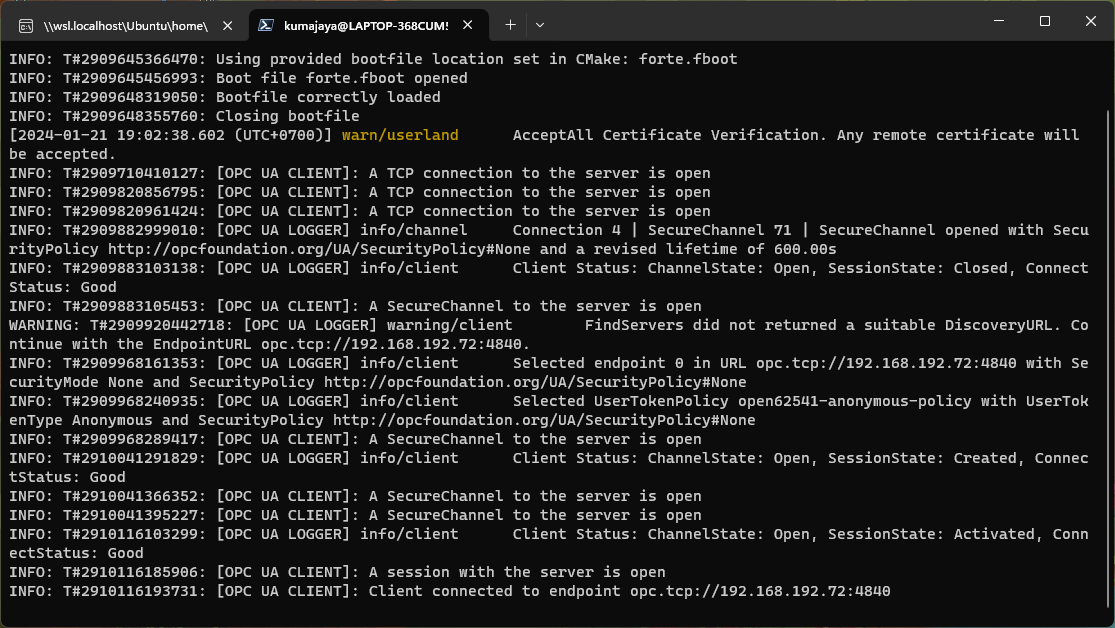 \\wsl.localhost\Ubuntu\home\
kumajaya@LAPTOP-368CUM!
INFO: T#2909645366470: Using provided bootfile location set in CMake: forte.fboot
INFO: T#2909645456993: Boot file forte.fboot opened
INFO: T#2909648319050: Bootfile correctly loaded
INFO: T#2909648355760: Closing bootfile
[2024-01-21 19:02:38.602 (UTC+0700)] warn/userland AcceptAll Certificate Verification. Any remote certificate will
be accepted.
INFO: T#2909710410127: [OPC UA CLIENT]: A TCP connection to the server is open
INFO: T#2909820856795: [OPC UA CLIENT]: A TCP connection to the server is open
INFO: T#2909820961424: [OPC UA CLIENT]: A TCP connection to the server is open
INFO: T#2909882999010: [OPC UA LOGGER] info/channel Connection 4 | SecureChannel 71 | SecureChannel opened with Secu
rityPolicy http://opcfoundation.org/UA/SecurityPolicy#None and a revised lifetime of 600.00s
INFO: T#2909883103138: [OPC UA LOGGER] info/client Client Status: ChannelState: Open, SessionState: Closed, Connect
Status: Good
INFO: T#2909883105453: [OPC UA CLIENT]: A SecureChannel to the server is open
WARNING: T#2909920442718: [OPC UA LOGGER] warning/client FindServers did not returned a suitable DiscoveryURL. Co
ntinue with the EndpointURL opc.tcp://192.168.192.72:4840.
INFO: T#2909968161353: [OPC UA LOGGER] info/client Selected endpoint 0 in URL opc.tcp://192.168.192.72:4840 with Se
curityMode None and SecurityPolicy http://opcfoundation.org/UA/SecurityPolicy#None
INFO: T#2909968240935: [OPC UA LOGGER] info/client Selected UserTokenPolicy open62541-anonymous-policy with UserTok
enType Anonymous and SecurityPolicy http://opcfoundation.org/UA/SecurityPolicy#None
INFO: T#2909968289417: [OPC UA CLIENT]: A SecureChannel to the server is open
INFO: T#2910041291829: [OPC UA LOGGER] info/client Client Status: ChannelState: Open, SessionState: Created, Connec
tStatus: Good
INFO: T#2910041366352: [OPC UA CLIENT]: A SecureChannel to the server is open
INFO: T#2910041395227: [OPC UA CLIENT]: A SecureChannel to the server is open
INFO: T#2910116103299: [OPC UA LOGGER] info/client Client Status: ChannelState: Open, SessionState: Activated, Conn
ectStatus: Good
INFO: T#2910116185906: [OPC UA CLIENT]: A session with the server is open
INFO: T#2910116193731: [OPC UA CLIENT]: Client connected to endpoint opc.tcp://192.168.192.72:4840